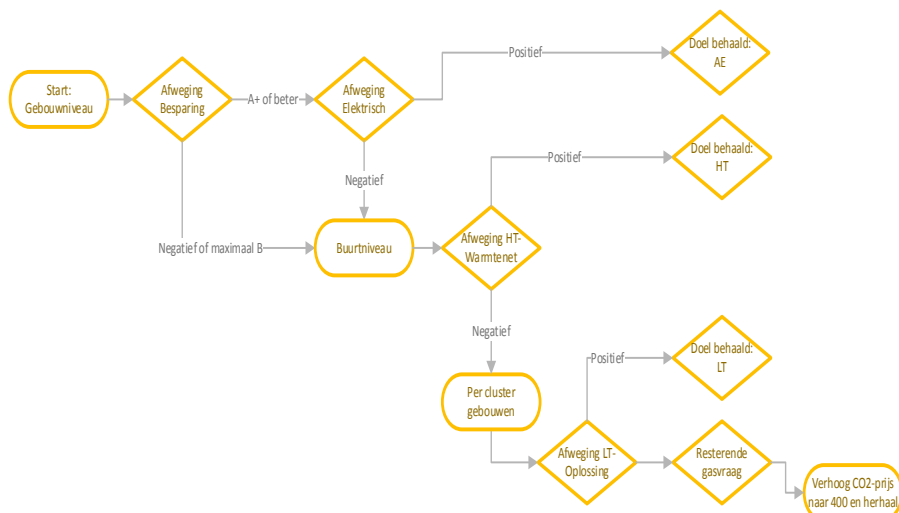 Doel behaald:
AE
Positief
Start:
Gebouwniveau
Afweging
Besparing
A+ of beter
Afweging
Elektrisch
Doel behaald:
HT
Positief
Negatief
Negatief of maximaal B
Buurtniveau
Afweging HT-
Warmtenet
Negatief
Doel behaald:
LT
Positief
Per cluster
gebouwen
Afweging LT-
Oplossing
Resterende
gasvraag
Verhoog CO2-prijs
naar 400 en herhaal